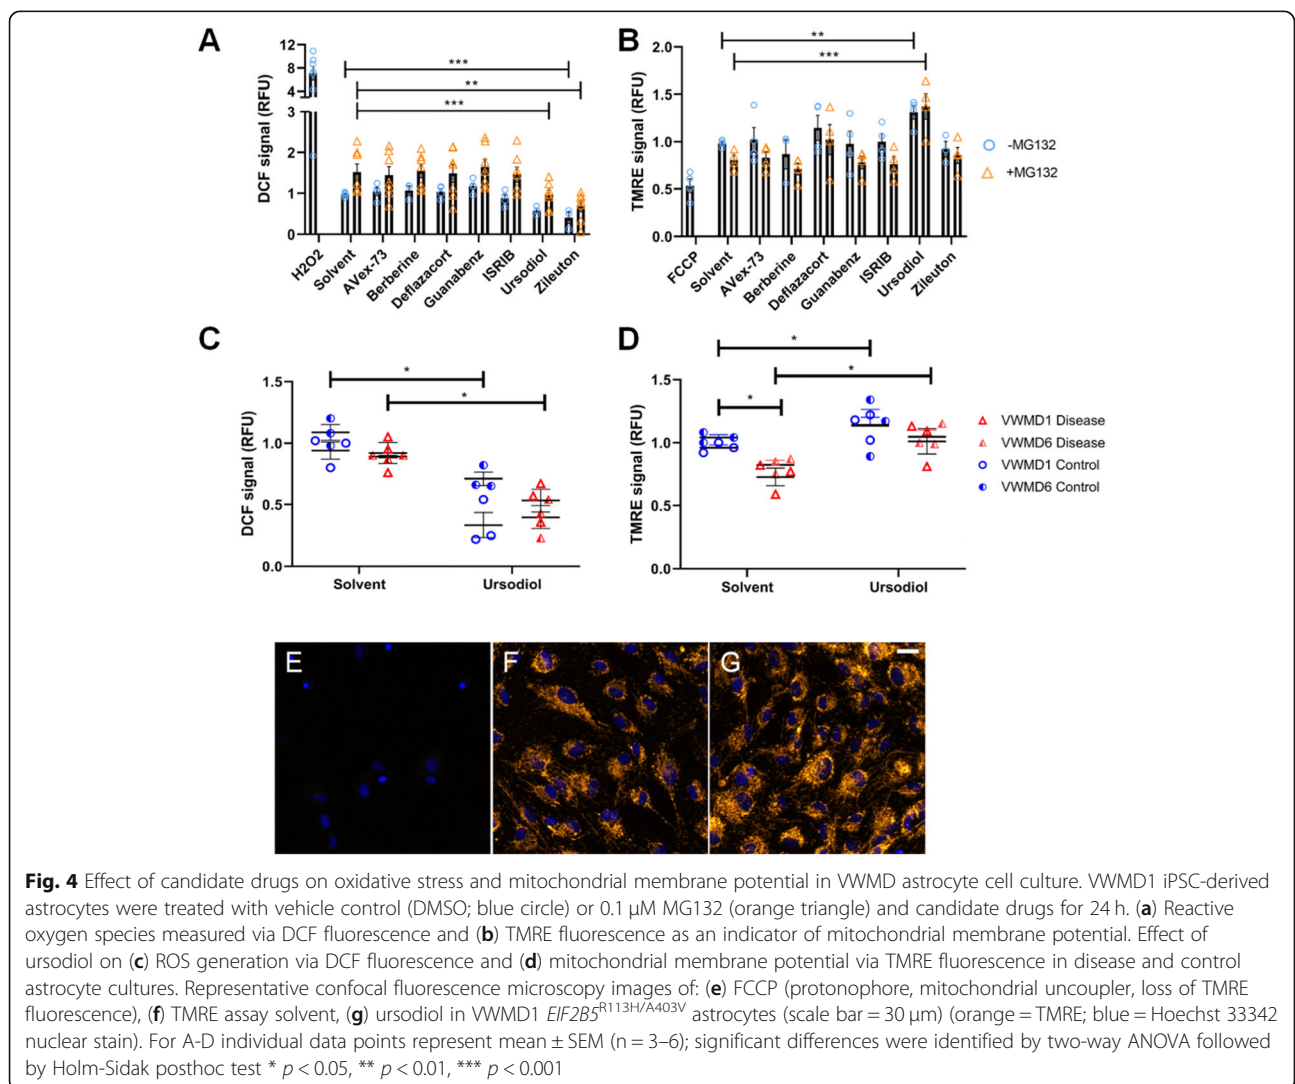 A
DCF signal (RFU)
12
8
4
3
2
1
0
***
**
***
H2O2
Solvent
AVex-73
Berberine
Deflazacort
Guanabenz
ISRIB
Ursodiol
Zileuton
B
TMRE signal (RFU)
2.0
1.5
1.0
0.5
0.0
**
***
FCCP
Solvent
AVex-73
Berberine
Deflazacort
Guanabenz
ISRIB
Ursodiol
Zileuton
-MG132
+MG132
C
DCF signal (RFU)
1.5
1.0
0.5
0.0
*
*
Solvent
Ursodiol
D
TMRE signal (RFU)
1.5
1.0
0.5
0.0
*
*
*
Solvent
Ursodiol
VWMD1 Disease
VWMD6 Disease
VWMD1 Control
VWMD6 Control
E
F
G
Fig. 4 Effect of candidate drugs on oxidative stress and mitochondrial membrane potential in VWMD astrocyte cell culture. VWMD1 iPSC-derived
astrocytes were treated with vehicle control (DMSO; blue circle) or 0.1 μM MG132 (orange triangle) and candidate drugs for 24 h. (a) Reactive
oxygen species measured via DCF fluorescence and (b) TMRE fluorescence as an indicator of mitochondrial membrane potential. Effect of
ursodiol on (c) ROS generation via DCF fluorescence and (d) mitochondrial membrane potential via TMRE fluorescence in disease and control
astrocyte cultures. Representative confocal fluorescence microscopy images of: (e) FCCP (protonophore, mitochondrial uncoupler, loss of TMRE
fluorescence), (f) TMRE assay solvent, (g) ursodiol in VWMD1 EIF2B5R113H/A403V astrocytes (scale bar = 30 μm) (orange = TMRE; blue = Hoechst 33342
nuclear stain). For A-D individual data points represent mean ± SEM (n = 3–6); significant differences were identified by two-way ANOVA followed
by Holm-Sidak posthoc test * p < 0.05, ** p < 0.01, *** p < 0.001